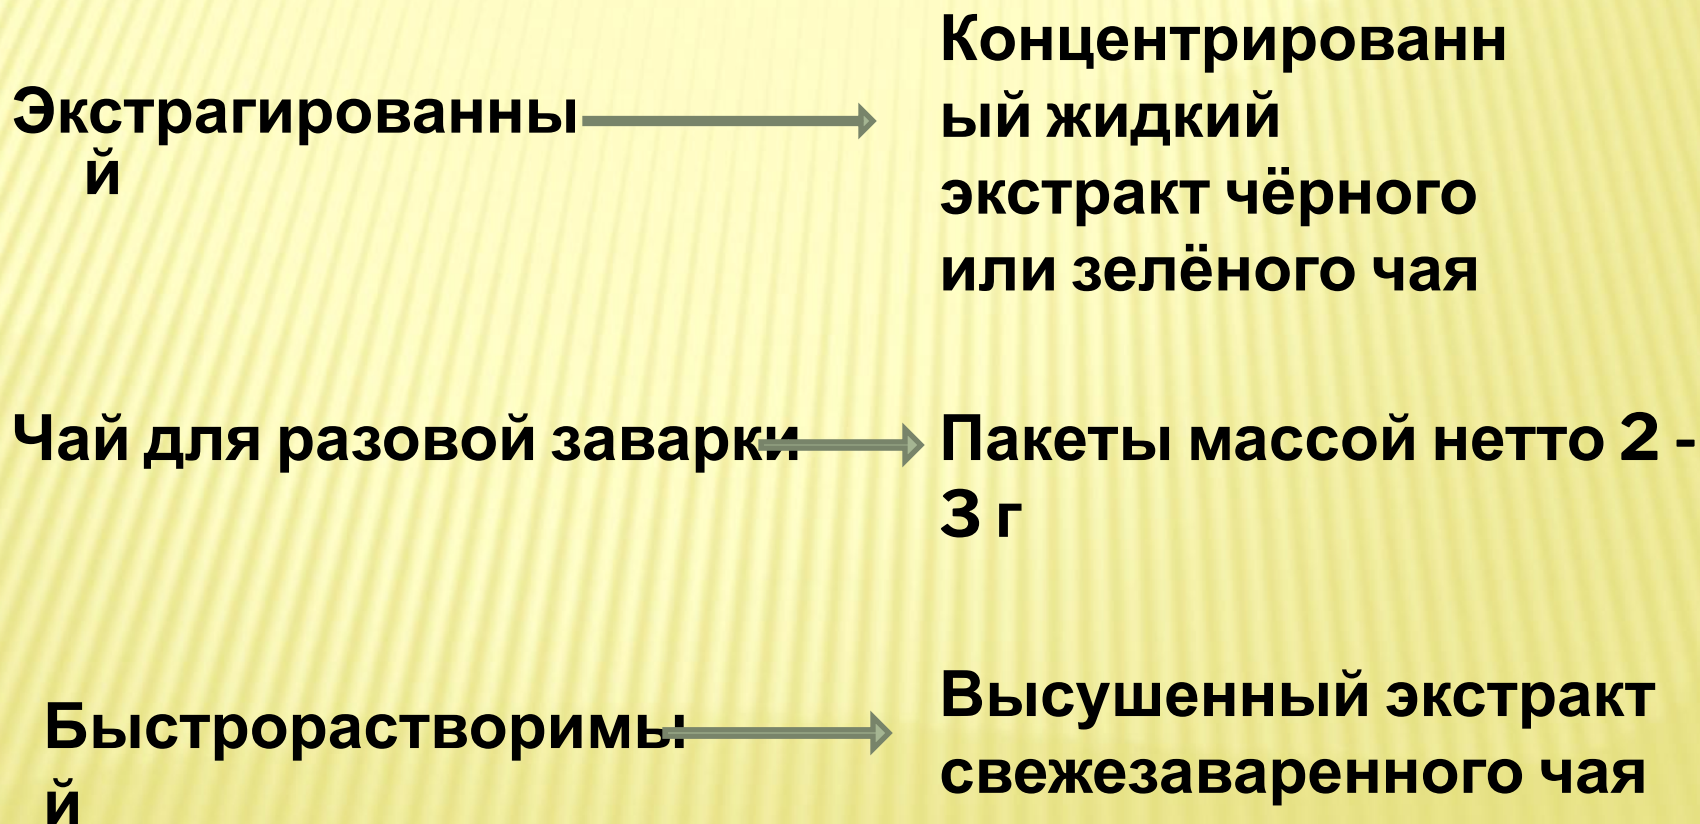 Экстрагированны
й
Концентрированн
ый жидкий
экстракт чёрного
или зелёного чая
Чай для разовой заварки
Пакеты массой нетто 2 -
3 г
Быстрорастворимы
й
Высушенный экстракт
свежезаваренного чая